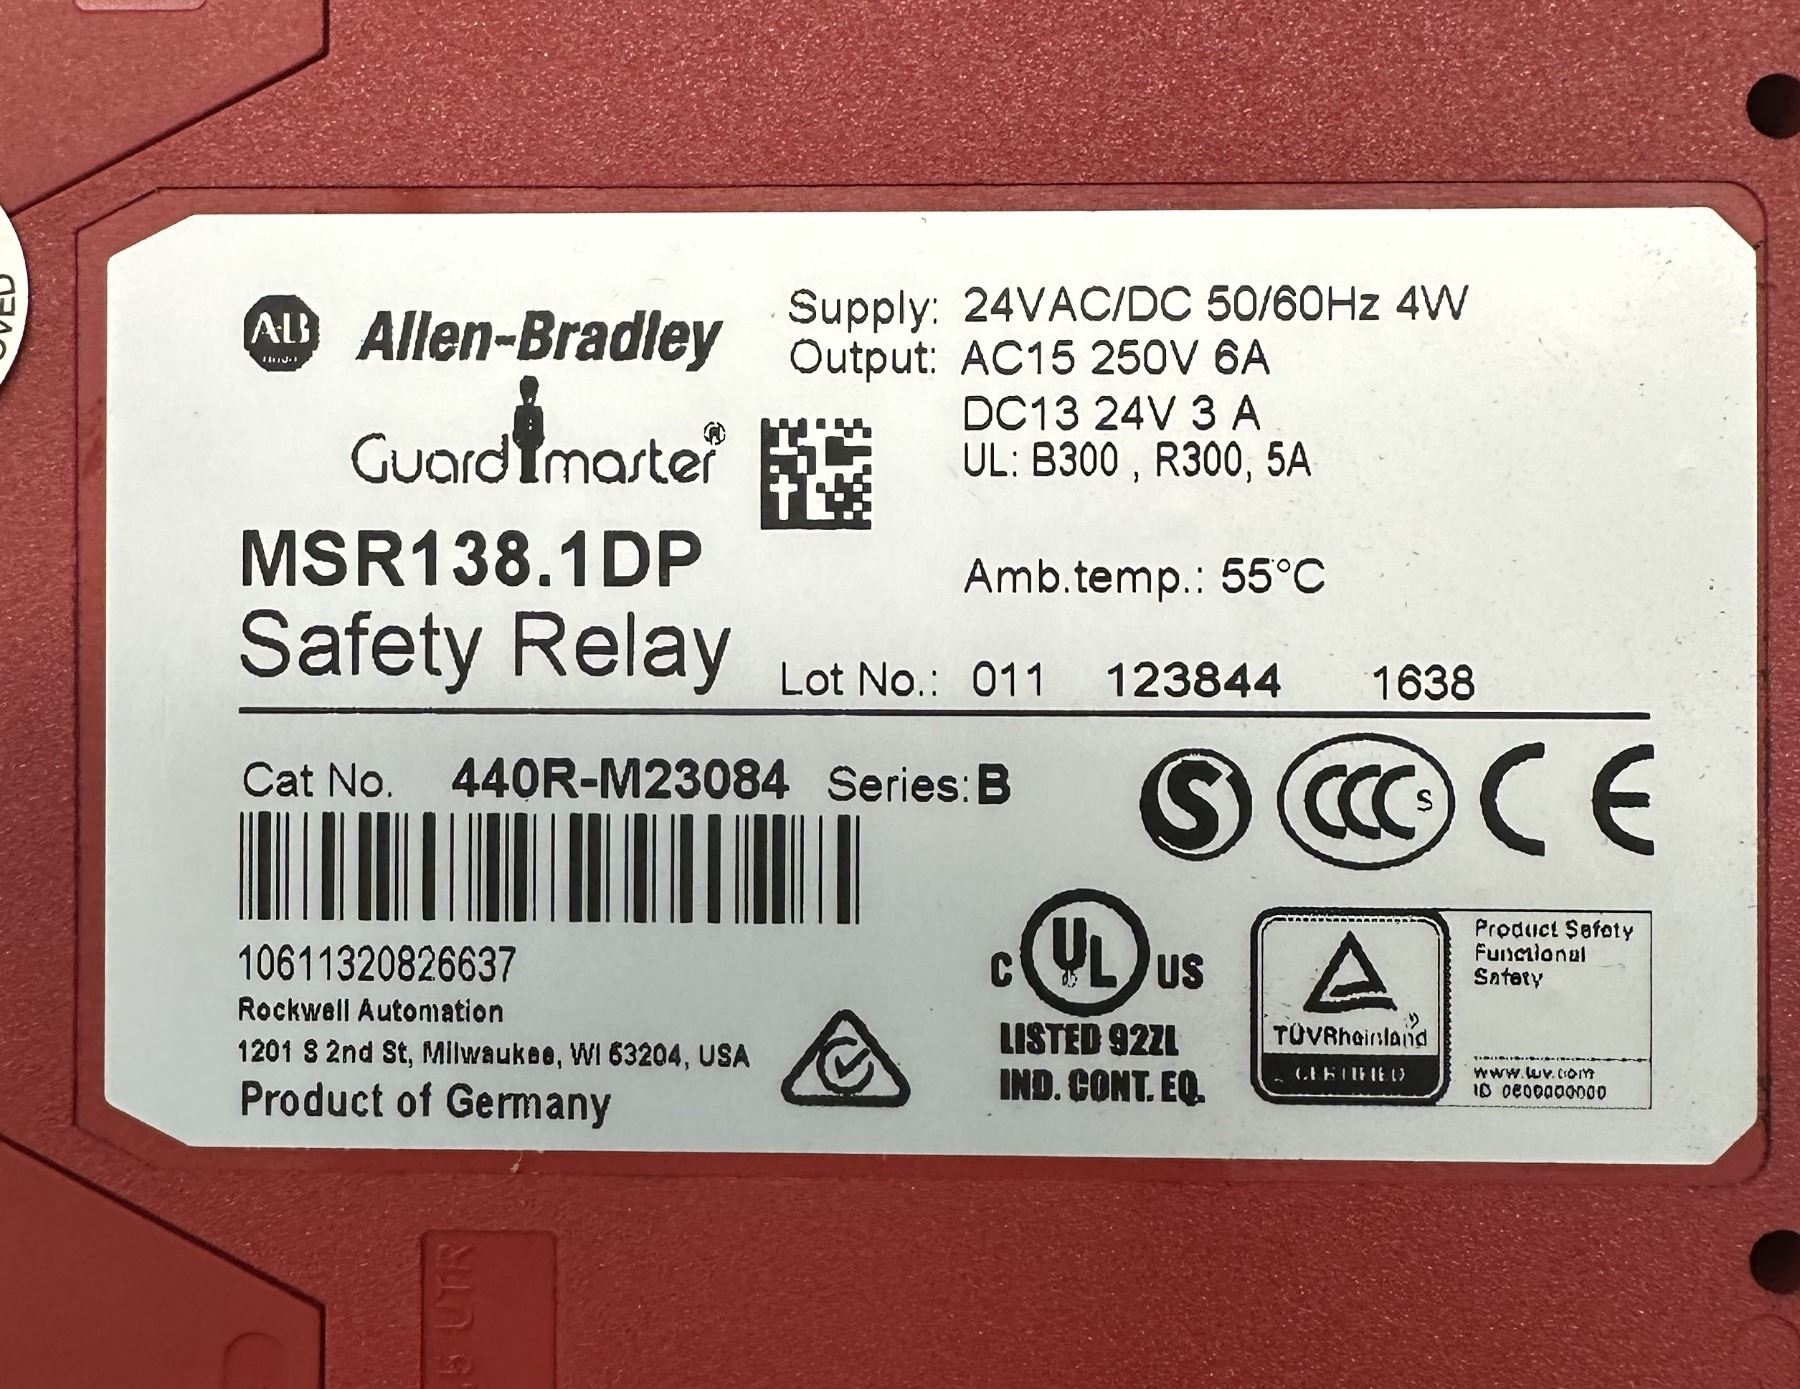 A·B
Allen-Bradley
Guardmaster®
MSR138.1DP
Safety Relay
Supply: 24VAC/DC 50/60Hz 4W
Output: AC15 250V 6A
DC13 24V 3 A
UL: B300 , R300, 5A
Amb.temp.: 55°C
Lot No.: 011 123844 1638
Cat No. 440R-M23084 Series: B
10611320826637
Rockwell Automation
1201 S 2nd St, Milwaukee, WI 53204, USA
Product of Germany
S
CCC S
CE
C UL US
LISTED 92ZL
IND. CONT. EQ.
TÜVRheinland
CERTIFIED
Product Safety
Functional
Safety
www.tuv.com
ID 0600000000